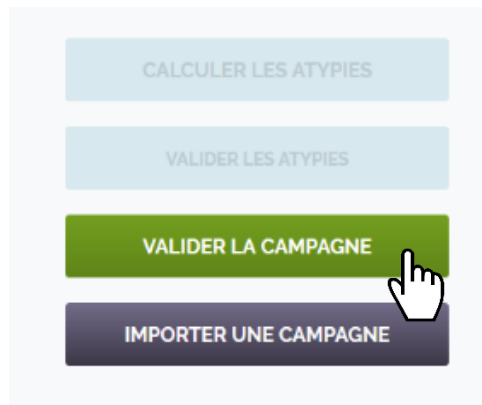 CALCULER LES ATYPIES
VALIDER LES ATYPIES
VALIDER LA CAMPAGNE
IMPORTER UNE CAMPAGNE